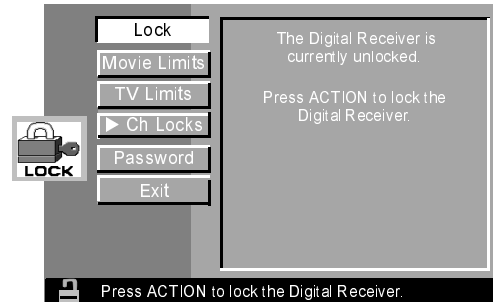 Lock
Movie Limits
TV Limits
▶ Ch Locks
Password
Exit
LOCK
The Digital Receiver is
currently unlocked.
Press ACTION to lock the
Digital Receiver.
Press ACTION to lock the Digital Receiver.